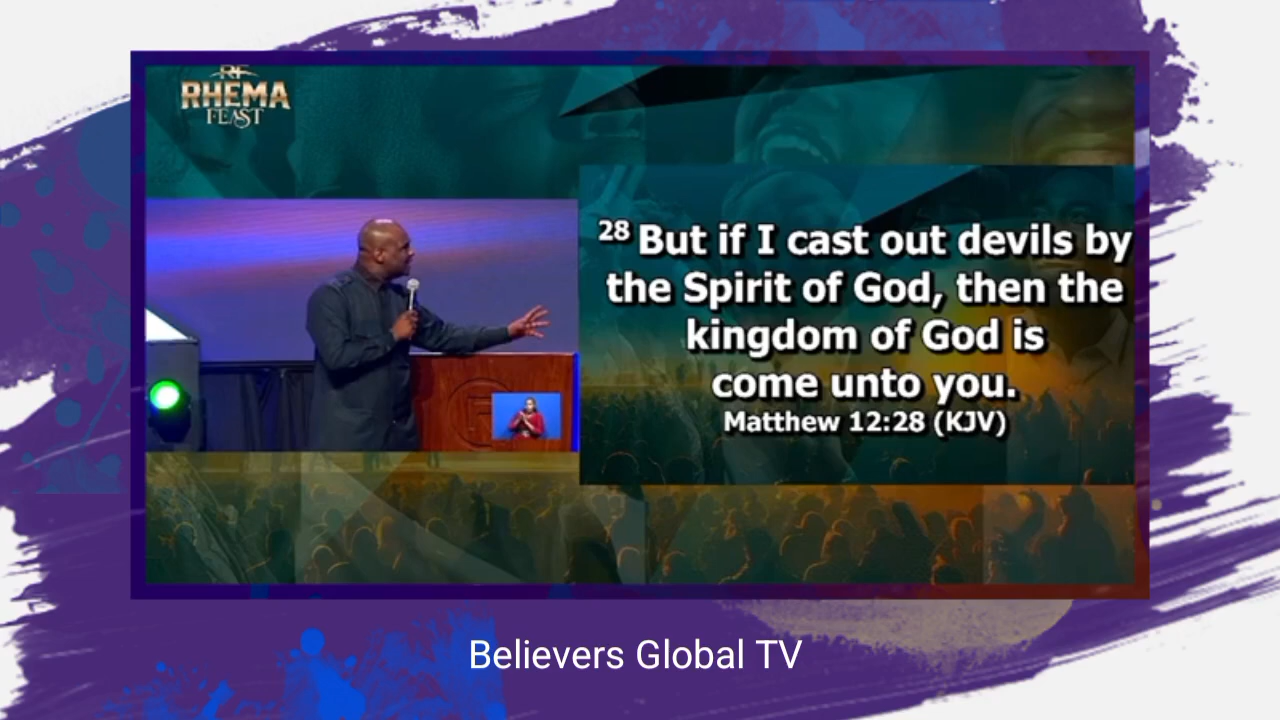 RF
RHEMA
FEAST
28 But if I cast out devils by
the Spirit of God, then the
kingdom of God is
come unto you.
Matthew 12:28 (KJV)
Believers Global TV